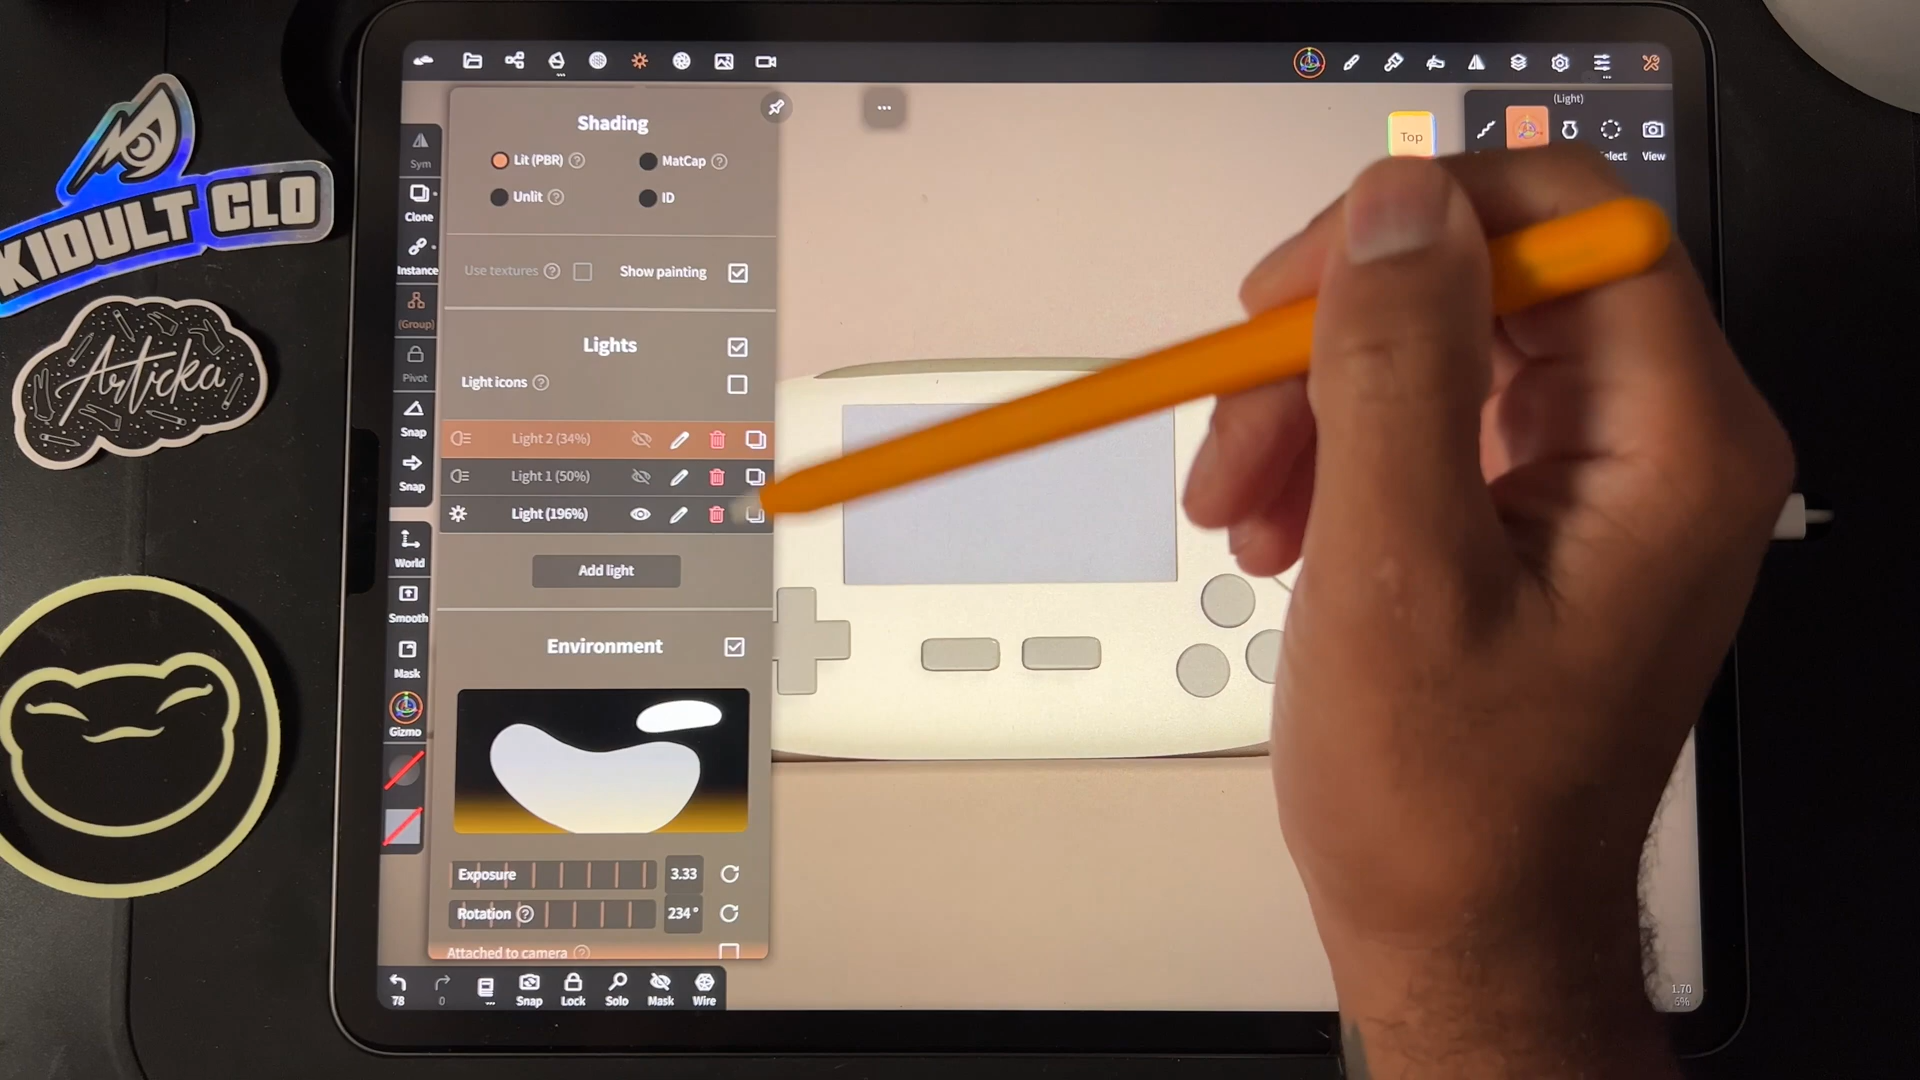 KIDULT CLO
Articka
Shading
Lit (PBR) ?
MatCap ?
Unlit ?
ID
Use textures ?
Show painting
Lights
Light icons ?
Light 2 (34%)
Light 1 (50%)
Light (196%)
Add light
Environment
Exposure
3.33
Rotation ?
234°
Attached to camera ?
Sym
Clone
Instance
(Group)
Pivot
Snap
Snap
World
Smooth
Mask
Gizmo
78
0
Snap
Lock
Solo
Mask
Wire
Top
(Light)
View
1.70